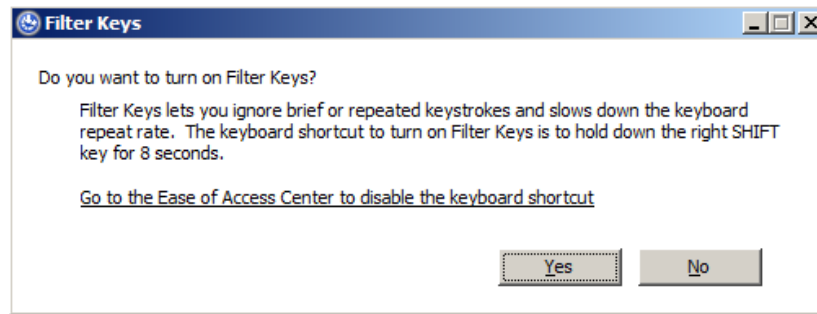 Filter Keys
Do you want to turn on Filter Keys?
Filter Keys lets you ignore brief or repeated keystrokes and slows down the keyboard
repeat rate.  The keyboard shortcut to turn on Filter Keys is to hold down the right SHIFT
key for 8 seconds.
Go to the Ease of Access Center to disable the keyboard shortcut
Yes No